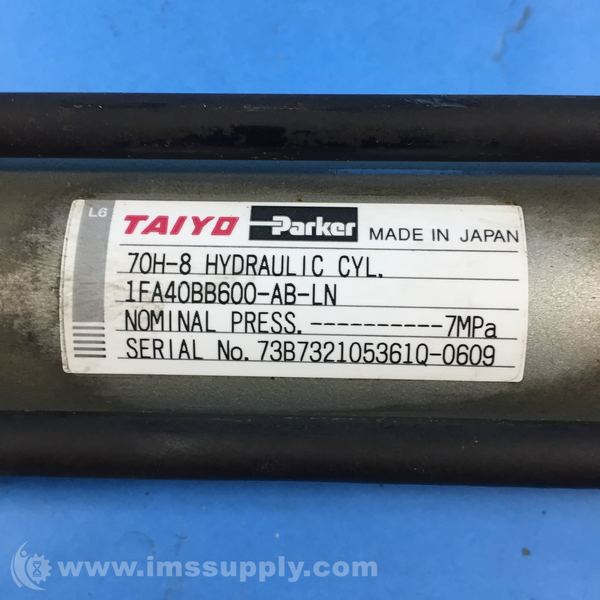 L6
TAIYO Parker MADE IN JAPAN
70H-8 HYDRAULIC CYL.
1FA40BB600-AB-LN
NOMINAL PRESS.-----------7MPa
SERIAL No.73B732105361Q-0609
www.imssupply.com